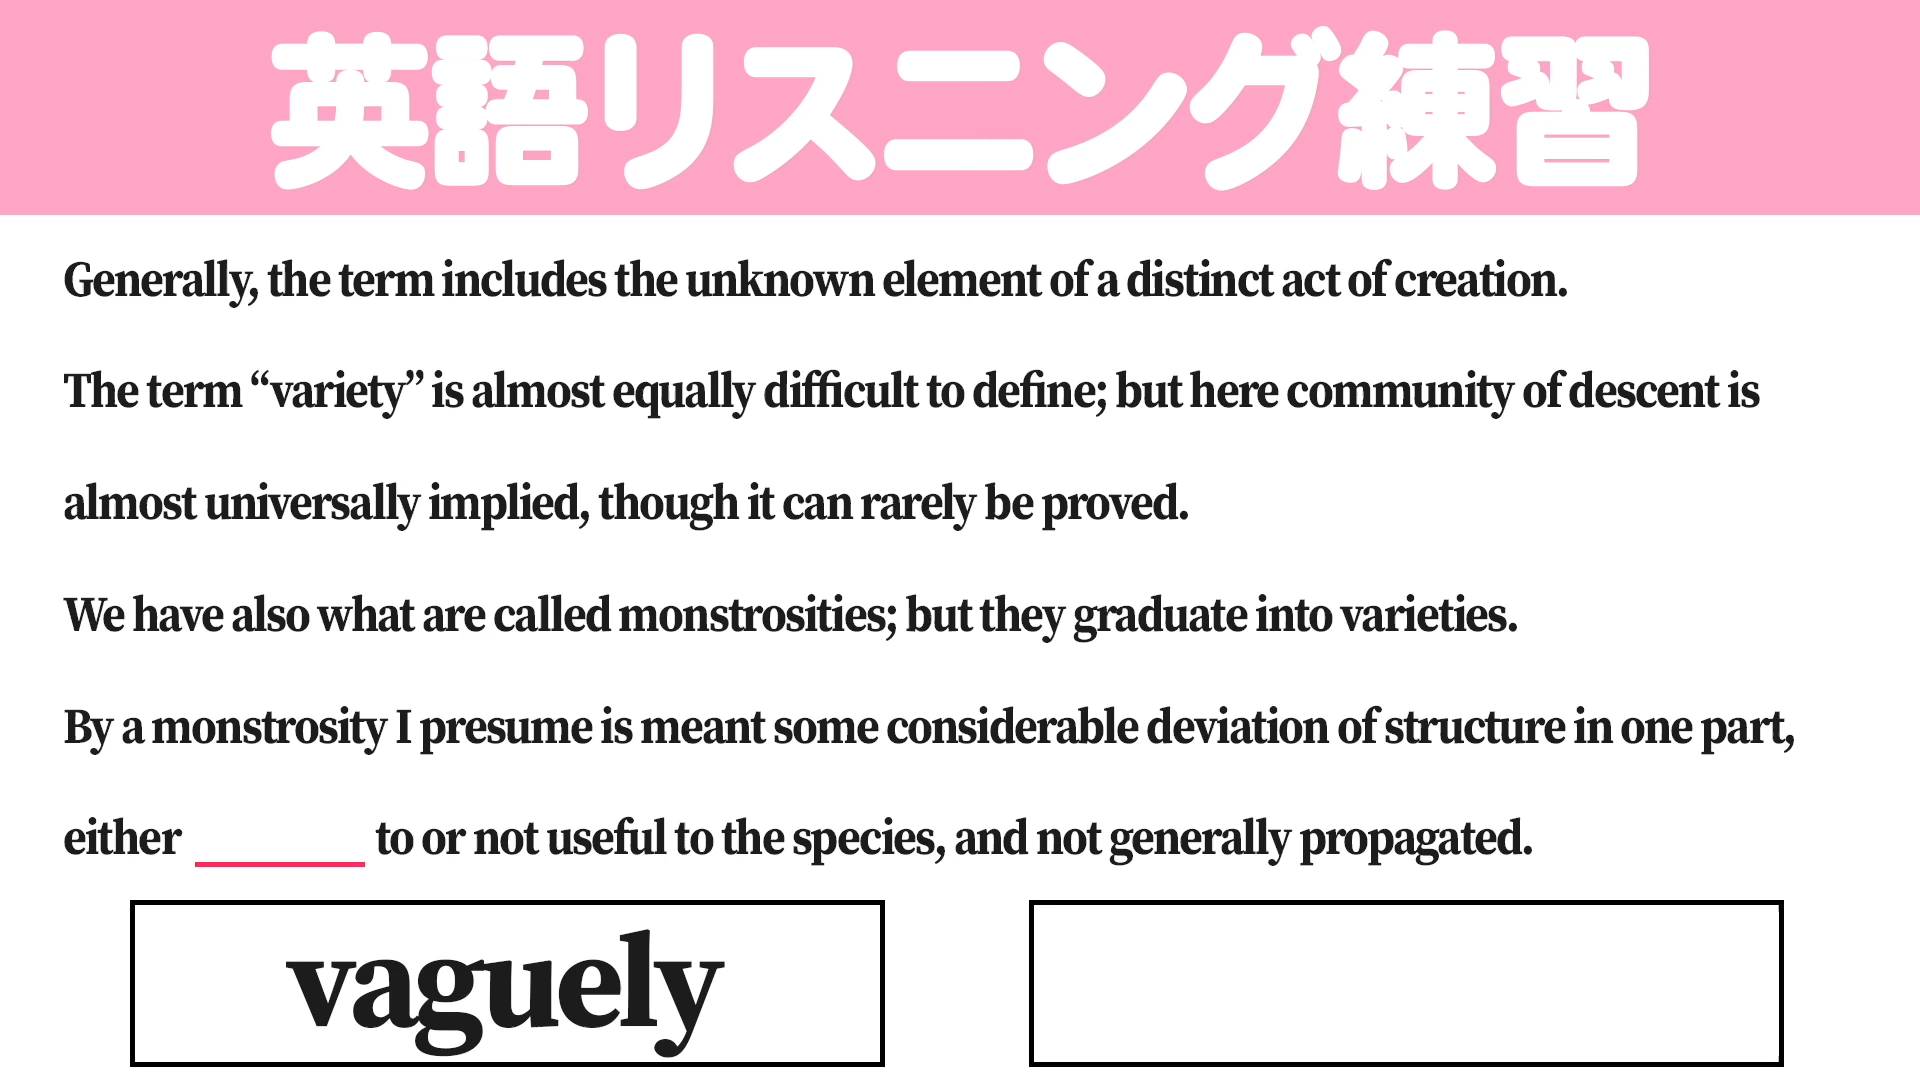 英語リスニング練習
Generally, the term includes the unknown element of a distinct act of creation.
The term “variety” is almost equally difficult to define; but here community of descent is
almost universally implied, though it can rarely be proved.
We have also what are called monstrosities; but they graduate into varieties.
By a monstrosity I presume is meant some considerable deviation of structure in one part,
either ______ to or not useful to the species, and not generally propagated.
vaguely